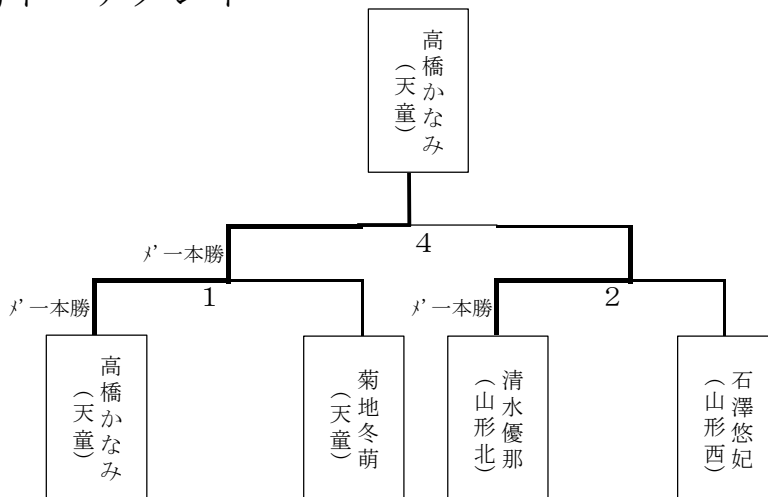 高橋かなみ
(天童)
4
メ 一本勝
1
2
メ 一本勝
メ 一本勝
高橋かなみ
(天童)
菊地冬萌
(天童)
清水優那
(山形北)
石澤悠妃
(山形西)